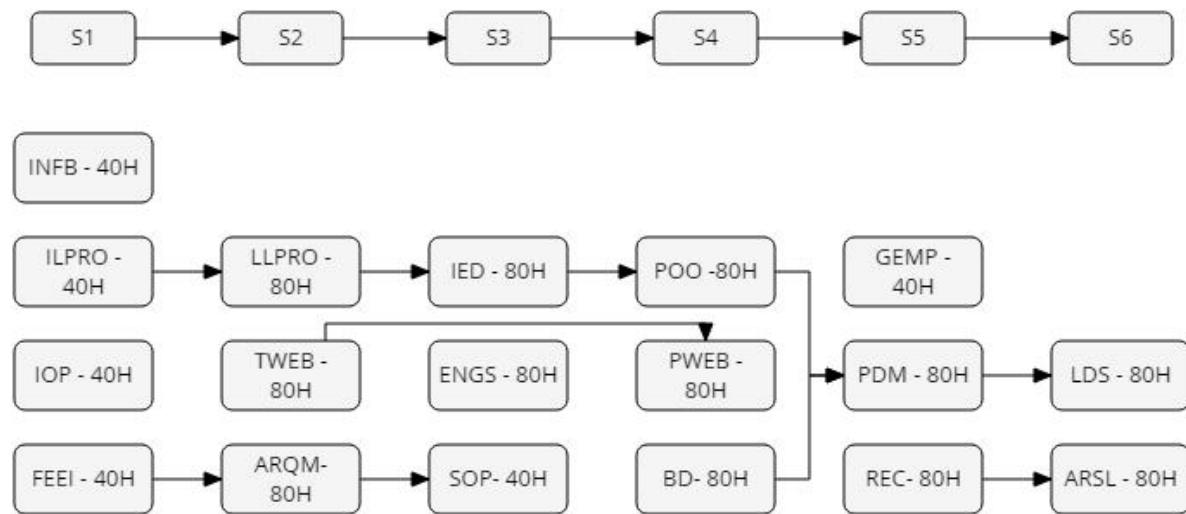 S1
S2
S3
S4
S5
S6
INFB - 40H
ILPRO -
40H
LLPRO -
80H
IED - 80H
POO -80H
GEMP -
40H
IOP - 40H
TWEB -
80H
ENGS - 80H
PWEB -
80H
PDM - 80H
LDS - 80H
FEEI - 40H
ARQM-
80H
SOP- 40H
BD- 80H
REC- 80H
ARSL - 80H